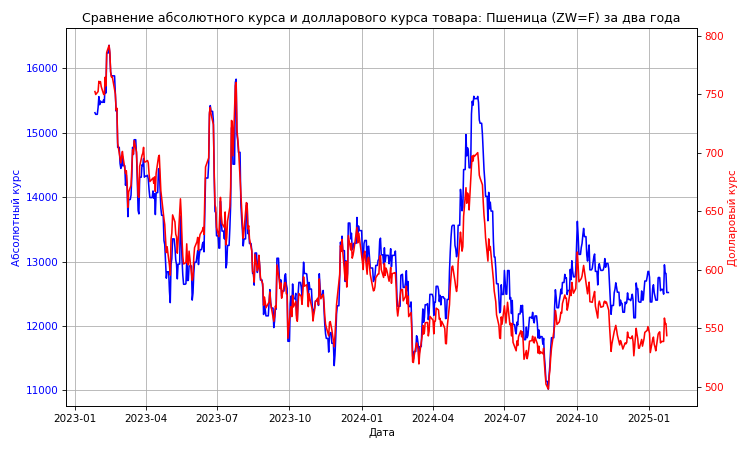 Сравнение абсолютного курса и долларового курса товара: Пшеница (ZW=F) за два года
Абсолютный курс
16000
15000
14000
13000
12000
11000
800
750
700
650
600
550
500
Долларовый курс
2023-01 2023-04 2023-07 2023-10 2024-01 2024-04 2024-07 2024-10 2025-01
Дата